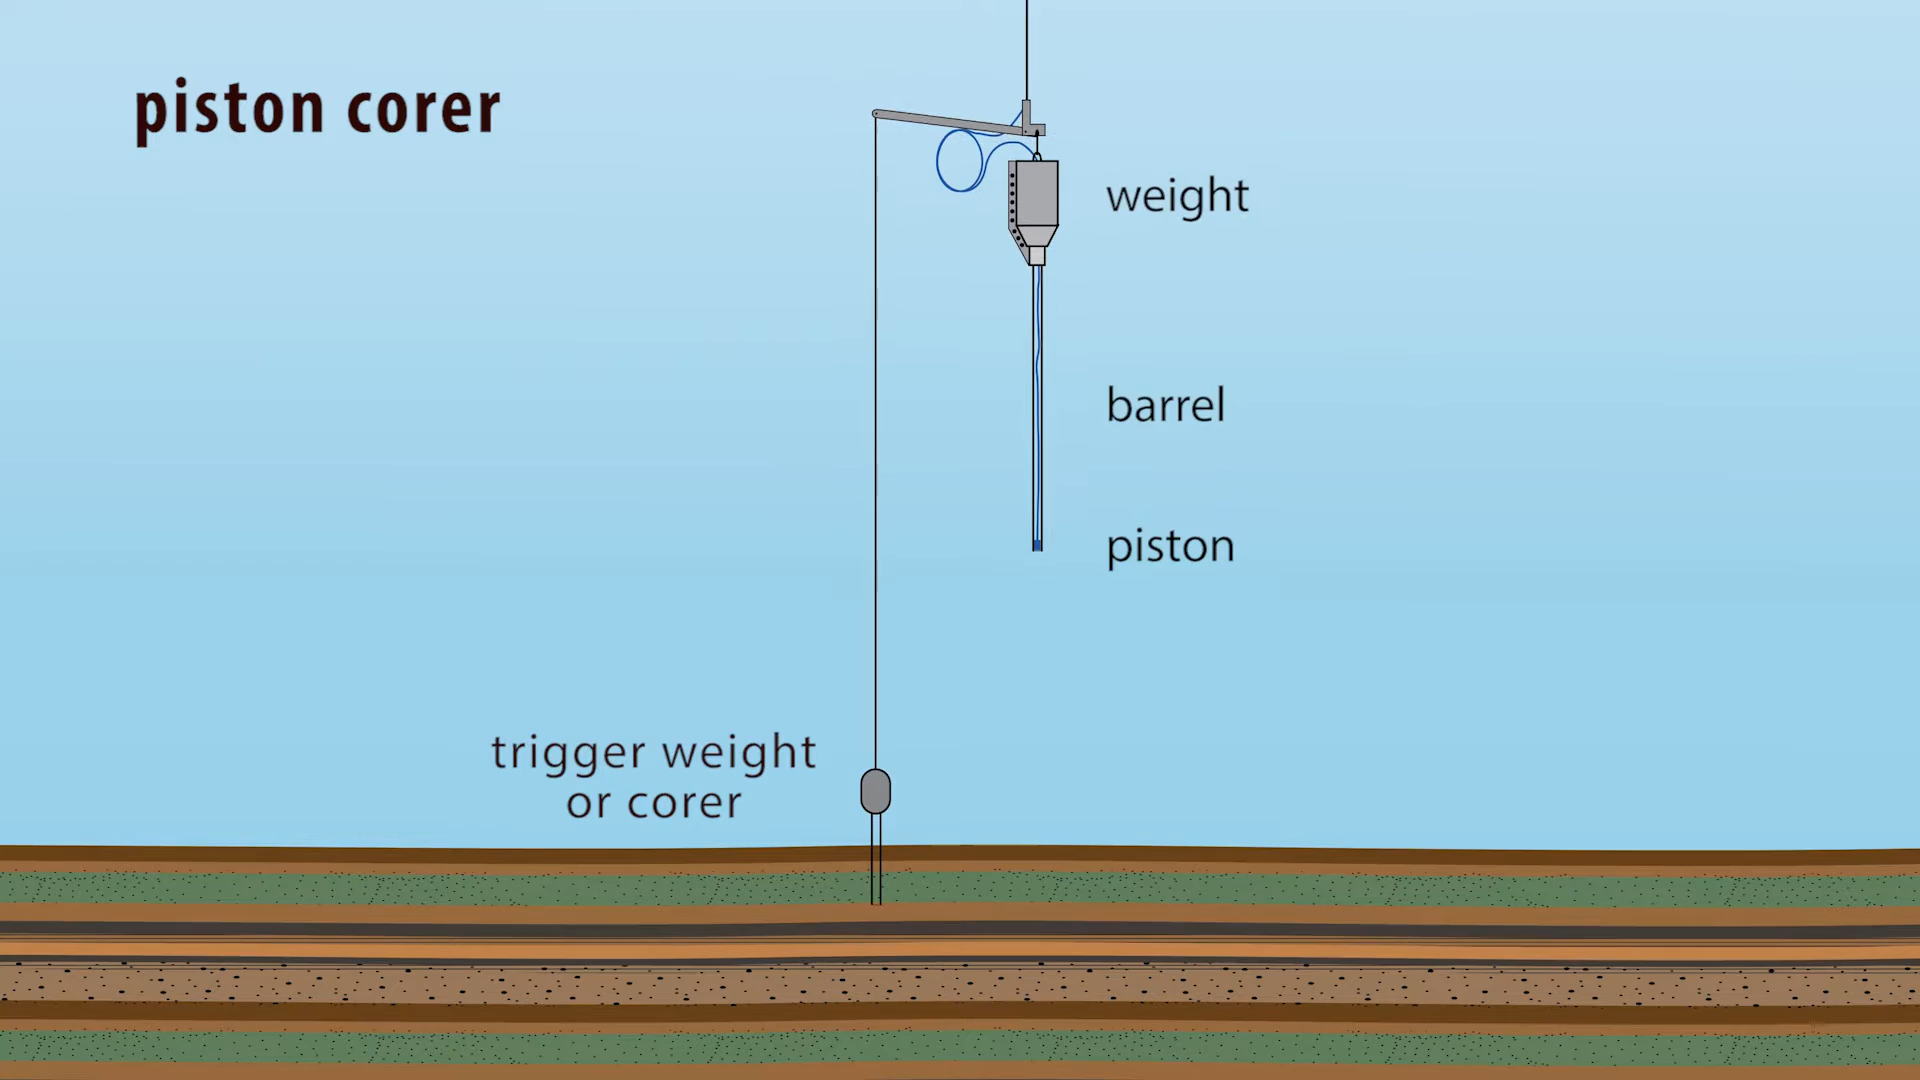 piston corer
weight
barrel
piston
trigger weight
or corer